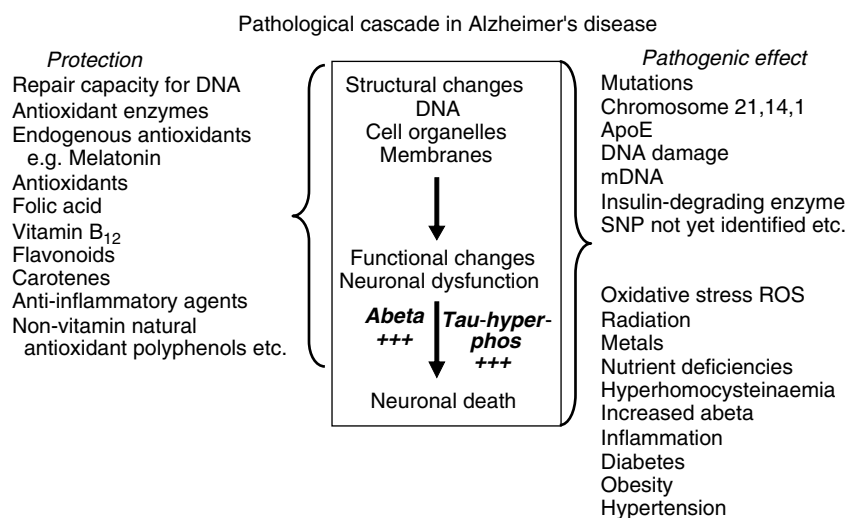 Pathological cascade in Alzheimer's disease
Protection
Repair capacity for DNA
Antioxidant enzymes
Endogenous antioxidants
e.g. Melatonin
Antioxidants
Folic acid
Vitamin B12
Flavonoids
Carotenes
Anti-inflammatory agents
Non-vitamin natural
antioxidant polyphenols etc.
Structural changes
DNA
Cell organelles
Membranes
Functional changes
Neuronal dysfunction
Abeta
+++
Tau-hyper-
phos
+++
Neuronal death
Pathogenic effect
Mutations
Chromosome 21,14,1
ApoE
DNA damage
mDNA
Insulin-degrading enzyme
SNP not yet identified etc.
Oxidative stress ROS
Radiation
Metals
Nutrient deficiencies
Hyperhomocysteinaemia
Increased abeta
Inflammation
Diabetes
Obesity
Hypertension